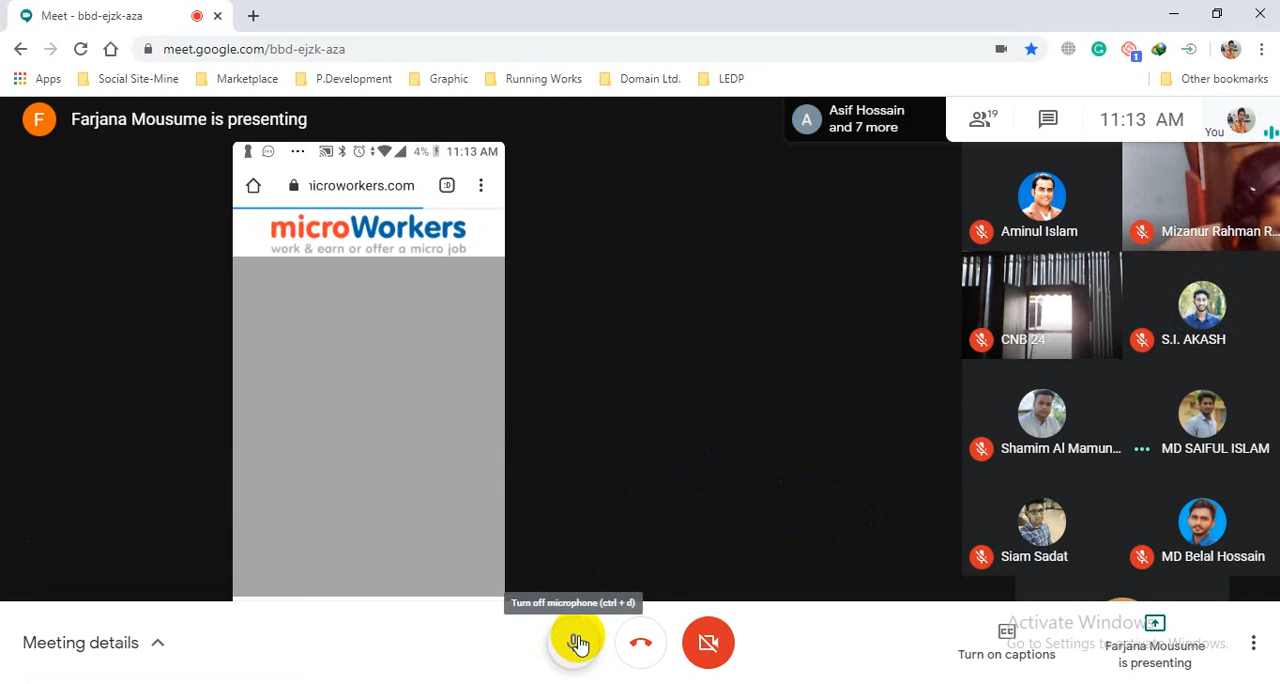 Meet - bbd-ejzk-aza
meet.google.com/bbd-ejzk-aza
1
Apps
Social Site-Mine
Marketplace
P.Development
Graphic
Running Works
Domain Ltd.
LEDP
Other bookmarks
F
Farjana Mousume is presenting
A
Asif Hossain
and 7 more
19
11:13 AM
You
4%
11:13 AM
nicroworkers.com
:D
microWorkers
work & earn or offer a micro job
Aminul Islam
Mizanur Rahman R...
CNB 24
S.I. AKASH
Shamim Al Mamun...
MD SAIFUL ISLAM
Siam Sadat
MD Belal Hossain
Turn off microphone (ctrl + d)
Meeting details
CC
Turn on captions
Activate Windows
Go to Settings to activate Windows.
Farjana Mousume
is presenting